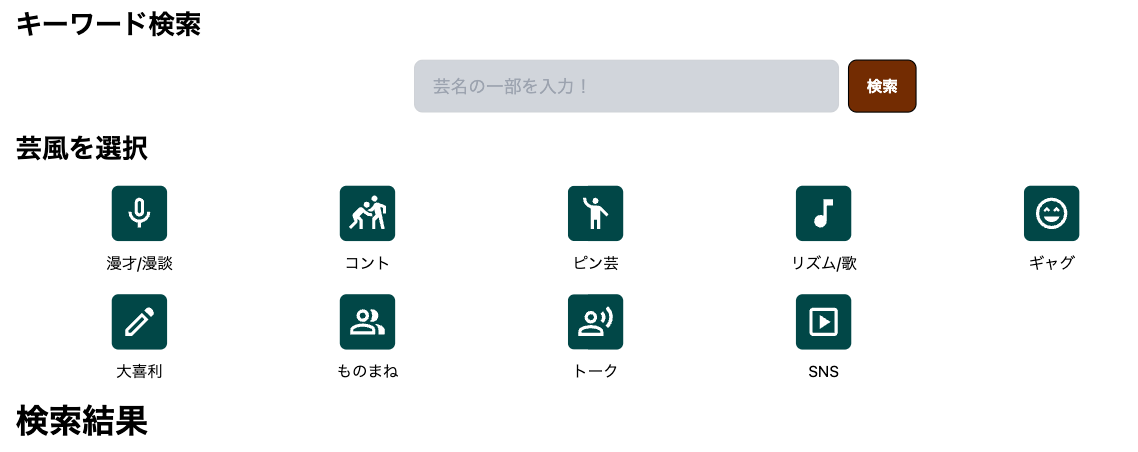 キーワード検索
芸名の一部を入力！ 検索
芸風を選択
漫才/漫談 コント ピン芸 リズム/歌 ギャグ
大喜利 ものまね トーク SNS
検索結果